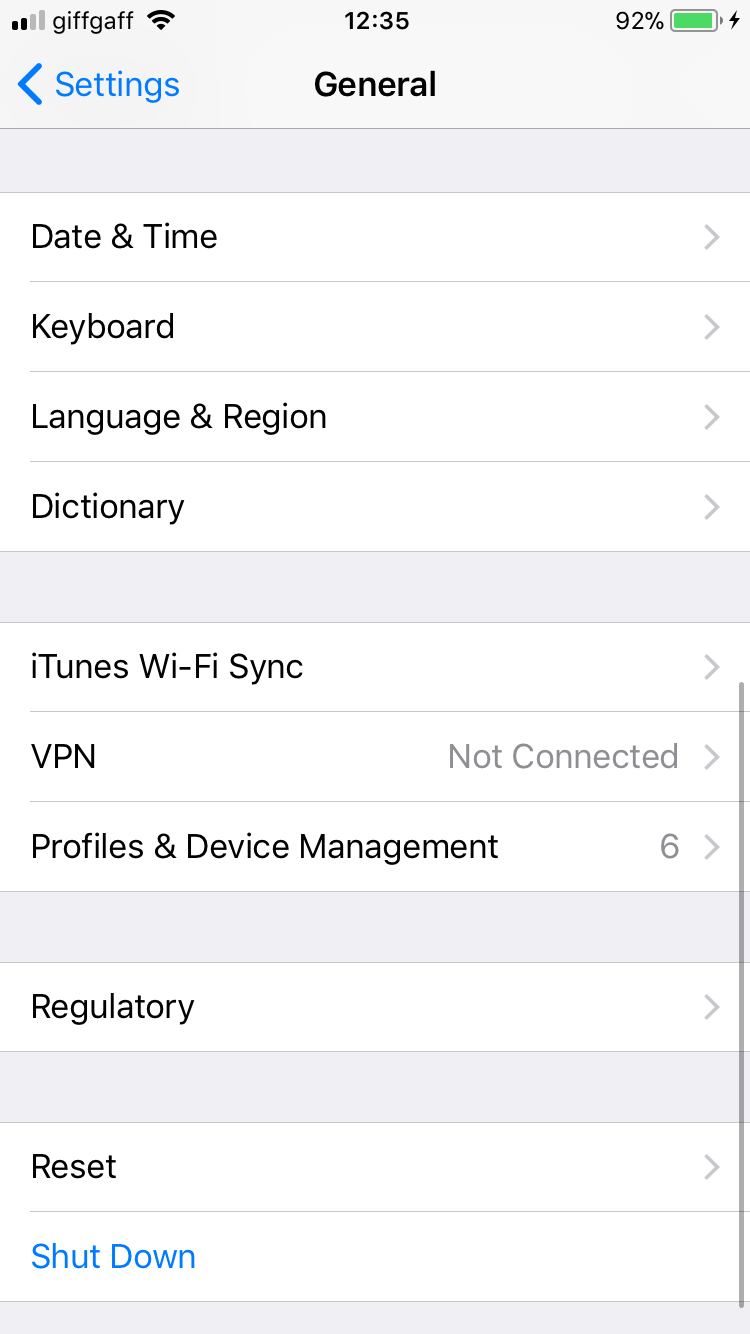 giffgaff 12:35 92%
Settings General
Date & Time
Keyboard
Language & Region
Dictionary
iTunes Wi-Fi Sync
VPN Not Connected
Profiles & Device Management 6
Regulatory
Reset
Shut Down